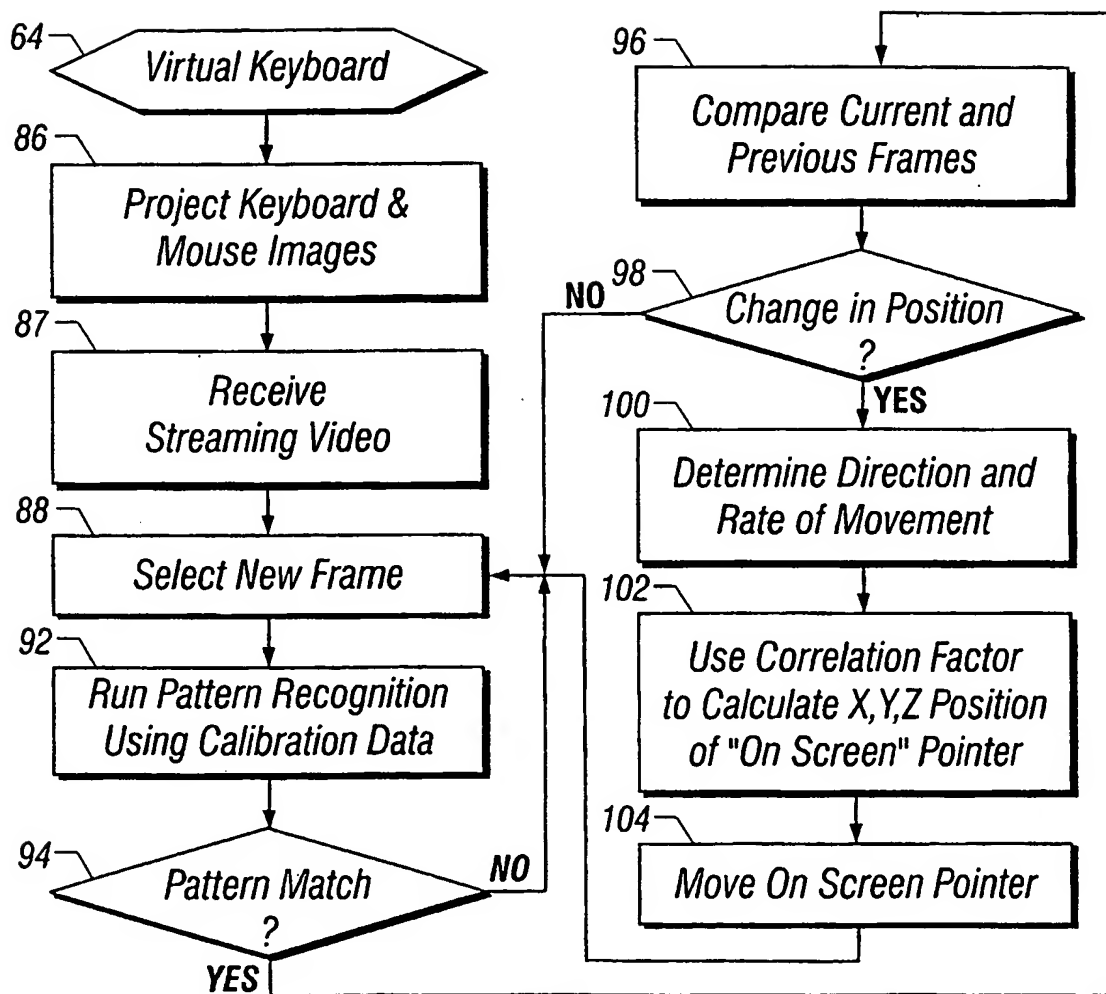 64
Virtual Keyboard
86
Project Keyboard &
Mouse Images
87
Receive
Streaming Video
88
Select New Frame
92
Run Pattern Recognition
Using Calibration Data
94
Pattern Match
?
NO
YES
96
Compare Current and
Previous Frames
98
NO
Change in Position
?
YES
100
Determine Direction and
Rate of Movement
102
Use Correlation Factor
to Calculate X,Y,Z Position
of "On Screen" Pointer
104
Move On Screen Pointer